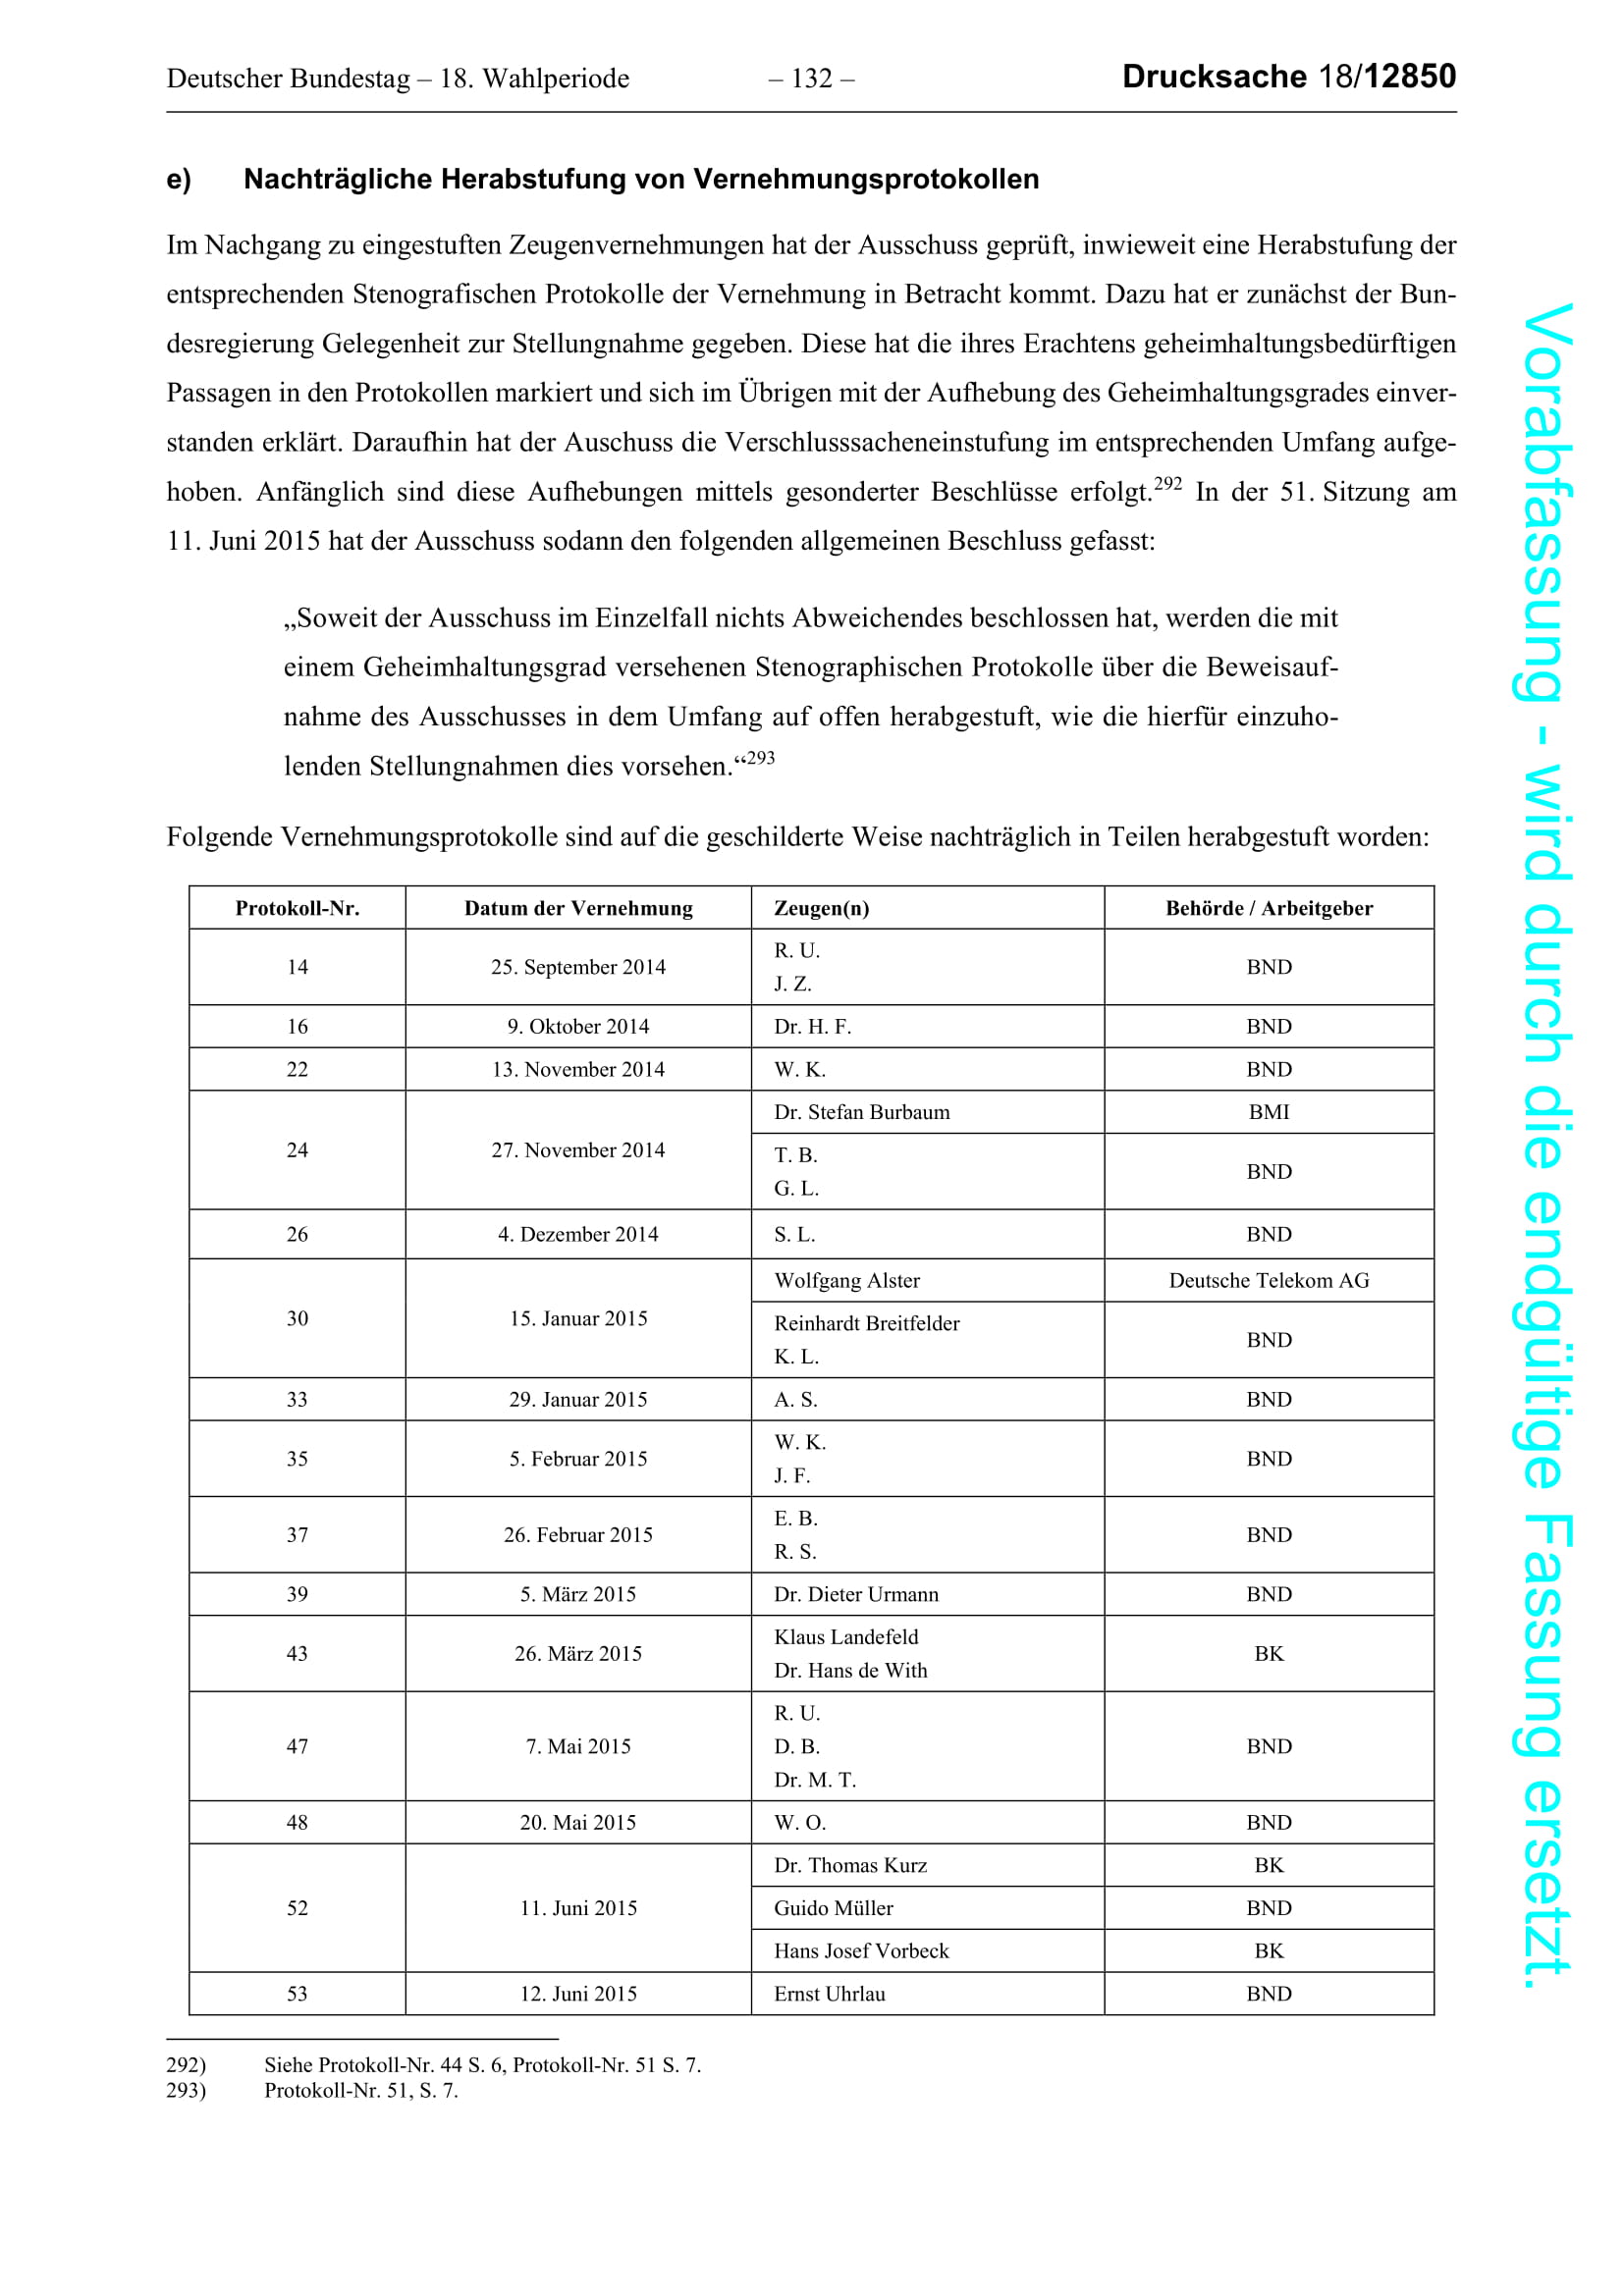 Deutscher Bundestag – 18. Wahlperiode – 132 – Drucksache 18/12850
e) Nachträgliche Herabstufung von Vernehmungsprotokollen
Im Nachgang zu eingestuften Zeugenvernehmungen hat der Ausschuss geprüft, inwieweit eine Herabstufung der
entsprechenden Stenografischen Protokolle der Vernehmung in Betracht kommt. Dazu hat er zunächst der Bun-
desregierung Gelegenheit zur Stellungnahme gegeben. Diese hat die ihres Erachtens geheimhaltungsbedürftigen
Passagen in den Protokollen markiert und sich im Übrigen mit der Aufhebung des Geheimhaltungsgrades einver-
standen erklärt. Daraufhin hat der Auschuss die Verschlusssacheneinstufung im entsprechenden Umfang aufge-
hoben. Anfänglich sind diese Aufhebungen mittels gesonderter Beschlüsse erfolgt.292 In der 51. Sitzung am
11. Juni 2015 hat der Ausschuss sodann den folgenden allgemeinen Beschluss gefasst:
„Soweit der Ausschuss im Einzelfall nichts Abweichendes beschlossen hat, werden die mit
einem Geheimhaltungsgrad versehenen Stenographischen Protokolle über die Beweisauf-
nahme des Ausschusses in dem Umfang auf offen herabgestuft, wie die hierfür einzuho-
lenden Stellungnahmen dies vorsehen.“293
Folgende Vernehmungsprotokolle sind auf die geschilderte Weise nachträglich in Teilen herabgestuft worden:
Protokoll-Nr. Datum der Vernehmung Zeugen(n) Behörde / Arbeitgeber
14 25. September 2014 R. U.
J. Z. BND
16 9. Oktober 2014 Dr. H. F. BND
22 13. November 2014 W. K. BND
24 27. November 2014 Dr. Stefan Burbaum BMI
T. B.
G. L. BND
26 4. Dezember 2014 S. L. BND
30 15. Januar 2015 Wolfgang Alster Deutsche Telekom AG
Reinhardt Breitfelder
K. L. BND
33 29. Januar 2015 A. S. BND
35 5. Februar 2015 W. K.
J. F. BND
37 26. Februar 2015 E. B.
R. S. BND
39 5. März 2015 Dr. Dieter Urmann BND
43 26. März 2015 Klaus Landefeld
Dr. Hans de With BK
47 7. Mai 2015 R. U.
D. B. BND
Dr. M. T.
48 20. Mai 2015 W. O. BND
52 11. Juni 2015 Dr. Thomas Kurz BK
Guido Müller BND
Hans Josef Vorbeck BK
53 12. Juni 2015 Ernst Uhrlau BND
292) Siehe Protokoll-Nr. 44 S. 6, Protokoll-Nr. 51 S. 7.
293) Protokoll-Nr. 51, S. 7.
Vorabfassung - wird durch die endgültige Fassung ersetzt.